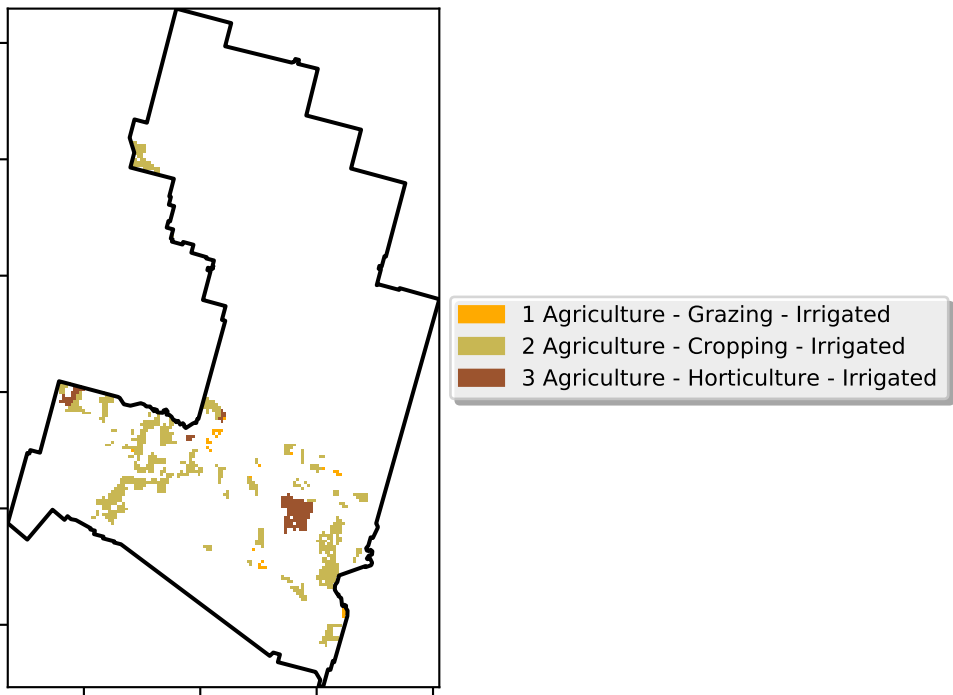 1 Agriculture - Grazing - Irrigated
2 Agriculture - Cropping - Irrigated
3 Agriculture - Horticulture - Irrigated